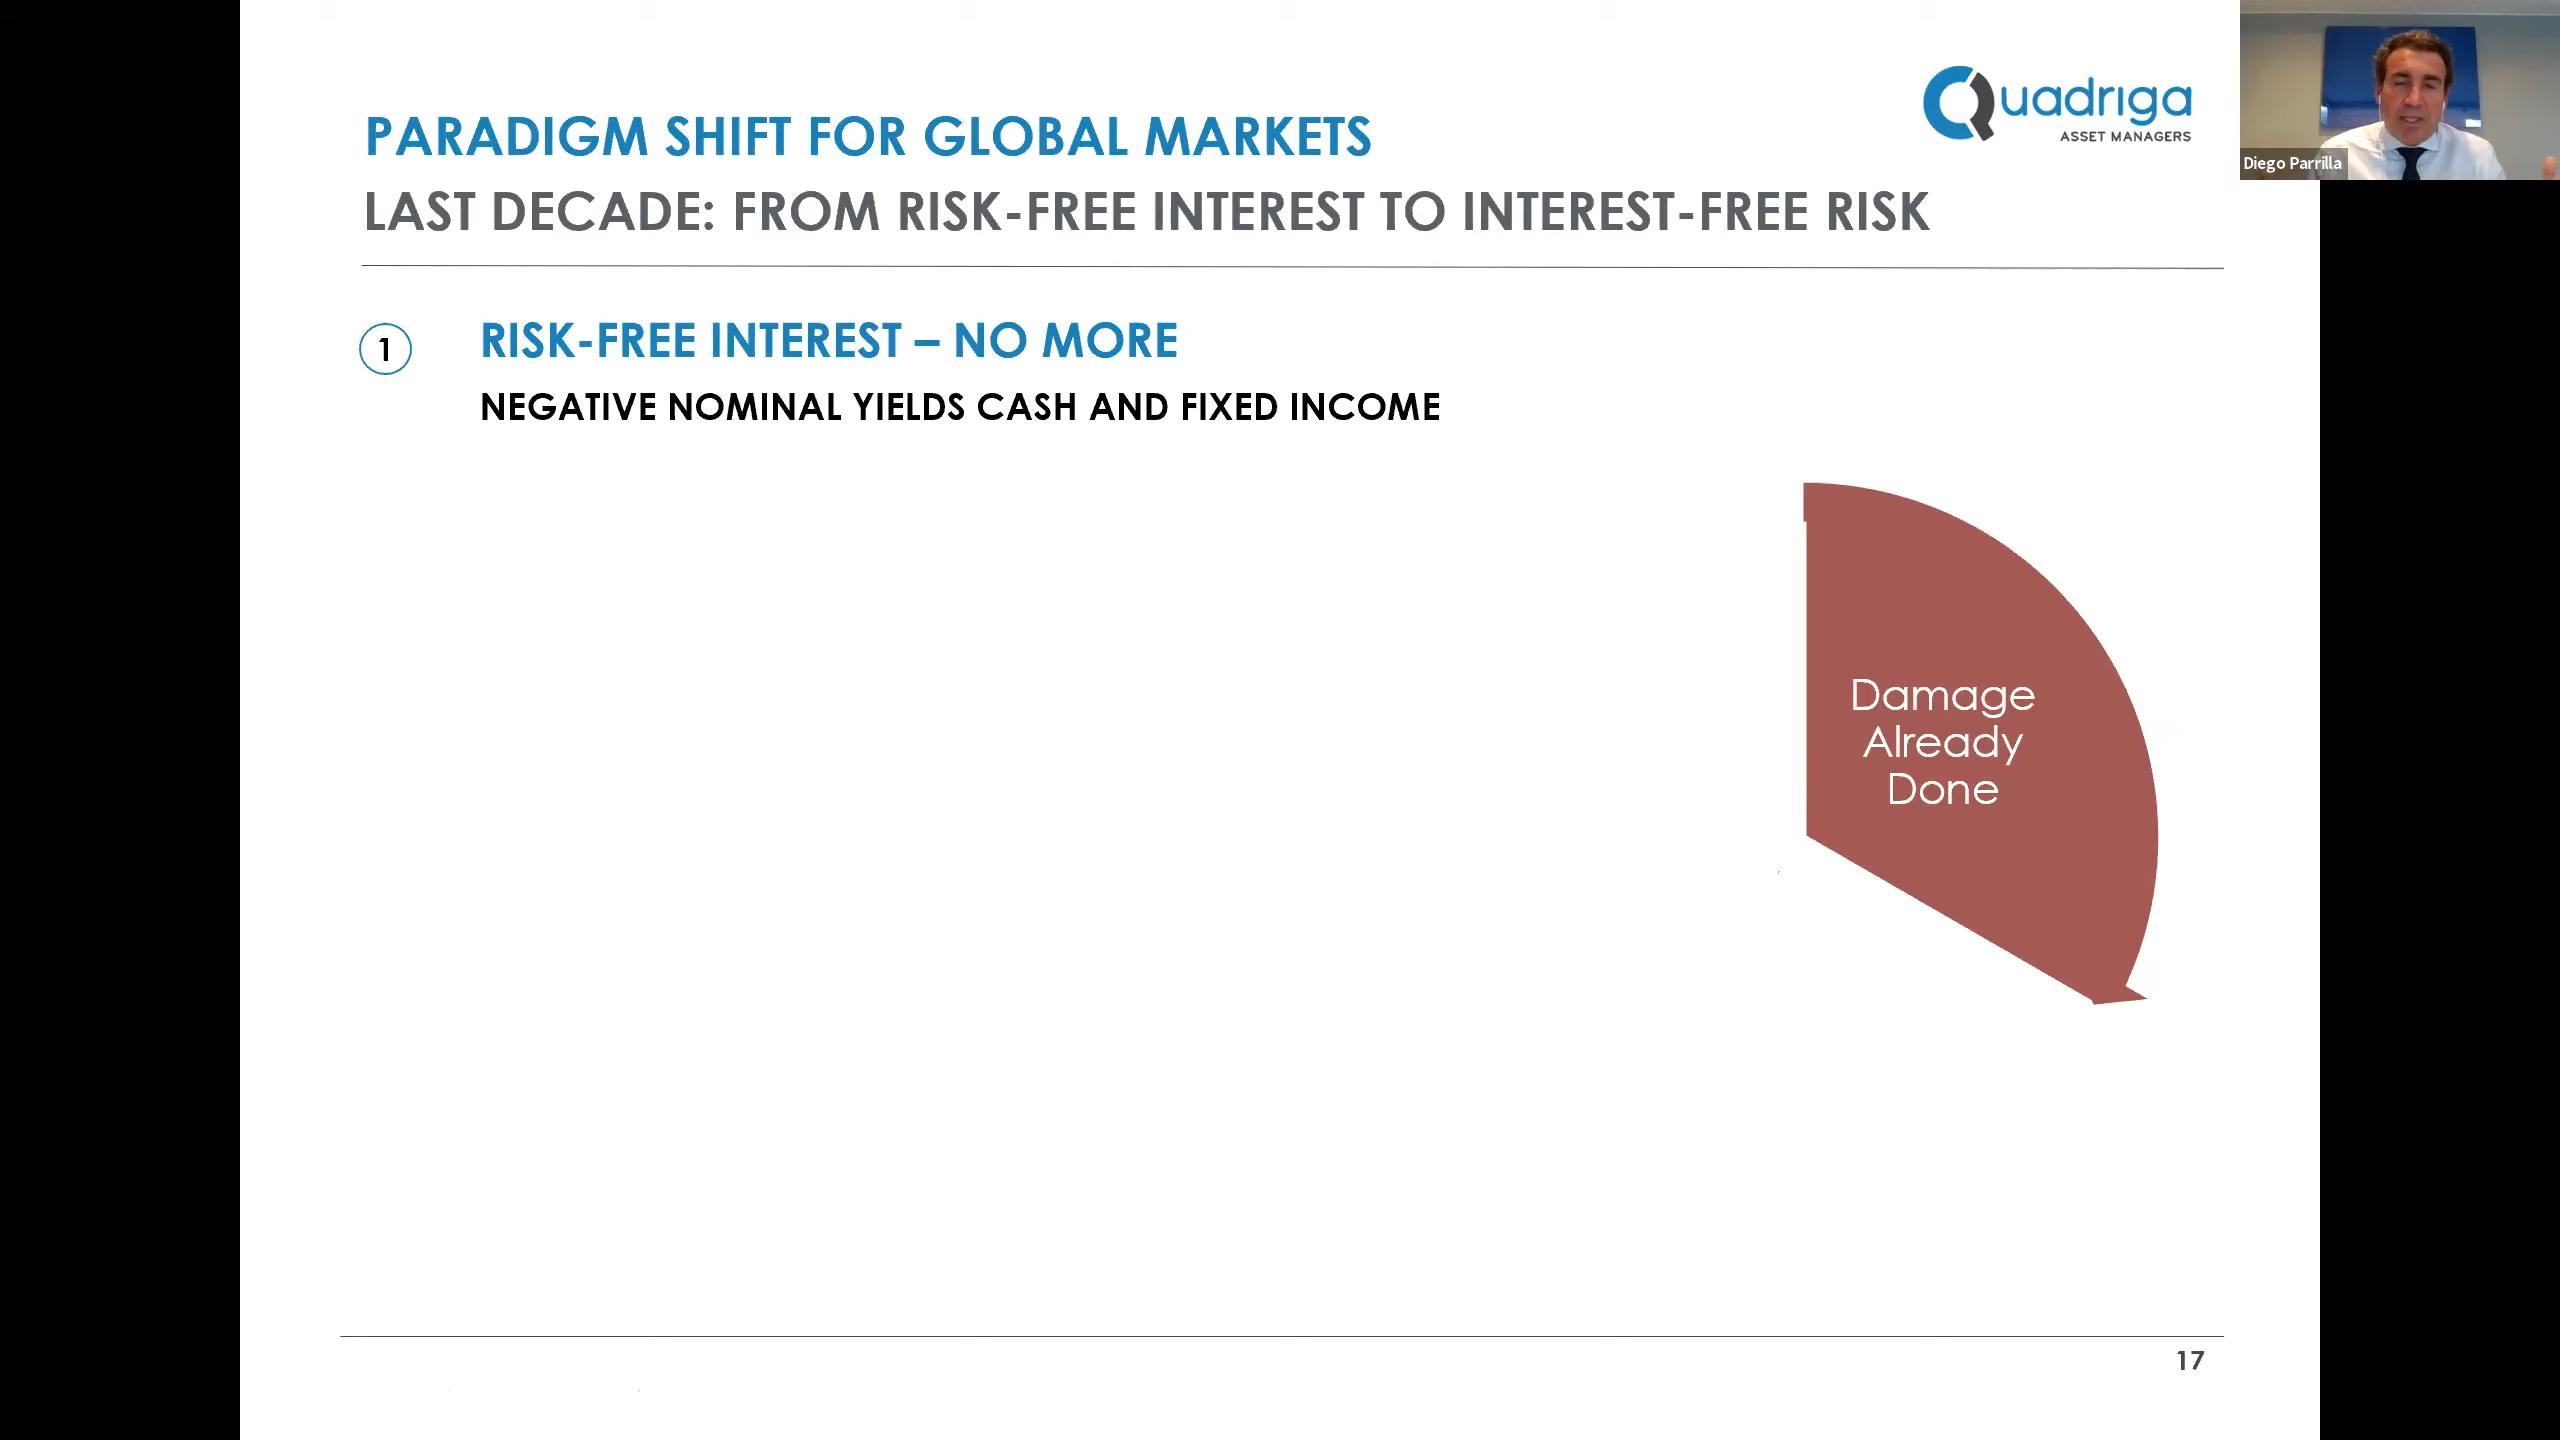 PARADIGM SHIFT FOR GLOBAL MARKETS
LAST DECADE: FROM RISK-FREE INTEREST TO INTEREST-FREE RISK
Quadriga
ASSET MANAGERS
Diego Parrilla
1
RISK-FREE INTEREST – NO MORE
NEGATIVE NOMINAL YIELDS CASH AND FIXED INCOME
Damage
Already
Done
17